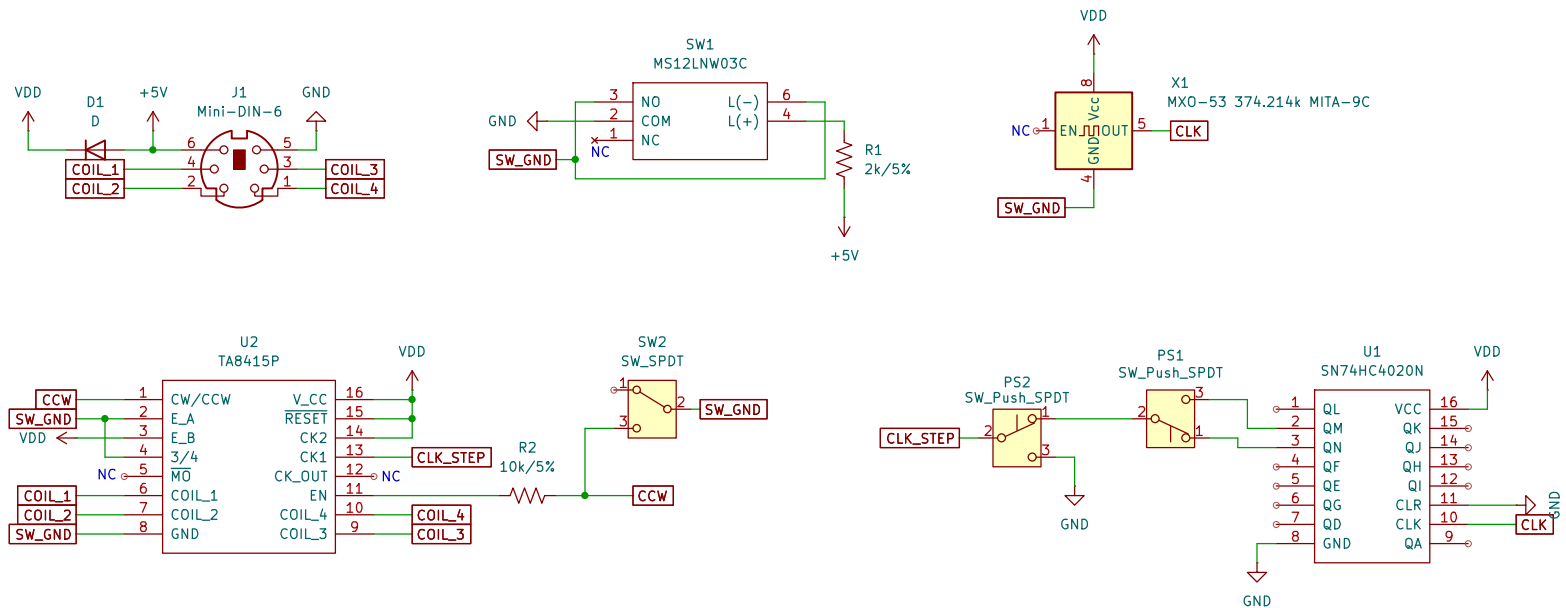 VDD
D1
D
+5V
J1
Mini-DIN-6
GND
6
4
2
5
3
1
COIL_1
COIL_2
COIL_3
COIL_4
SW1
MS12LNW03C
GND
3 NO
2 COM
1 NC
L(-) 6
L(+) 4
NC
SW_GND
R1
2k/5%
+5V
VDD
X1
MXO-53 374.214k MITA-9C
8
Vcc
NC
1
EN
OUT
5
CLK
GND
4
SW_GND
U2
TA8415P
VDD
CCW 1 CW/CCW
SW_GND 2 E_A
VDD 3 E_B
4 3/4
NC 5 MO
COIL_1 6 COIL_1
COIL_2 7 COIL_2
SW_GND 8 GND
V_CC 16
RESET 15
CK2 14
CK1 13 CLK_STEP
CK_OUT 12 NC
EN 11
COIL_4 10 COIL_4
COIL_3 9 COIL_3
R2
10k/5%
CCW
SW2
SW_SPDT
1
3
2
SW_GND
PS2
SW_Push_SPDT
CLK_STEP
2
1
3
GND
PS1
SW_Push_SPDT
2
3
1
U1
SN74HC4020N
VDD
1 QL
2 QM
3 QN
4 QF
5 QE
6 QG
7 QD
8 GND
VCC 16
QK 15
QJ 14
QH 13
QI 12
CLR 11
CLK 10
QA 9
GND
CLK
GND